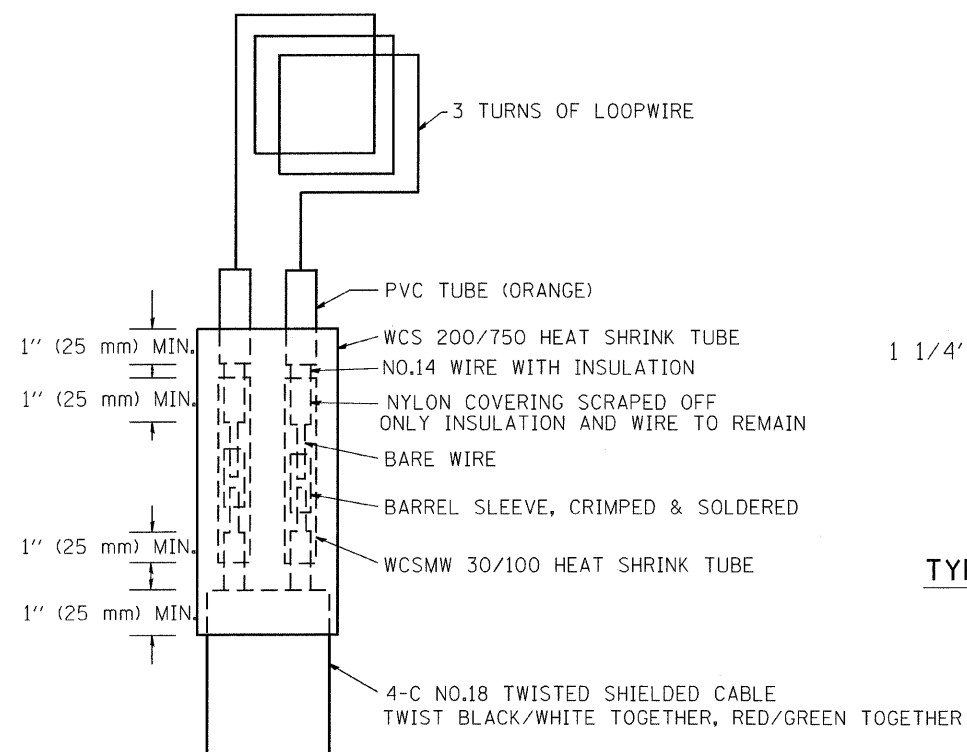 3 TURNS OF LOOPWIRE
PVC TUBE (ORANGE)
WCS 200/750 HEAT SHRINK TUBE
1" (25 mm) MIN.
NO.14 WIRE WITH INSULATION
1 1/4'
1" (25 mm) MIN.
NYLON COVERING SCRAPED OFF
ONLY INSULATION AND WIRE TO REMAIN
BARE WIRE
BARREL SLEEVE, CRIMPED & SOLDERED
1" (25 mm) MIN.
WCSMW 30/100 HEAT SHRINK TUBE
1" (25 mm) MIN.
4-C NO.18 TWISTED SHIELDED CABLE
TWIST BLACK/WHITE TOGETHER, RED/GREEN TOGETHER